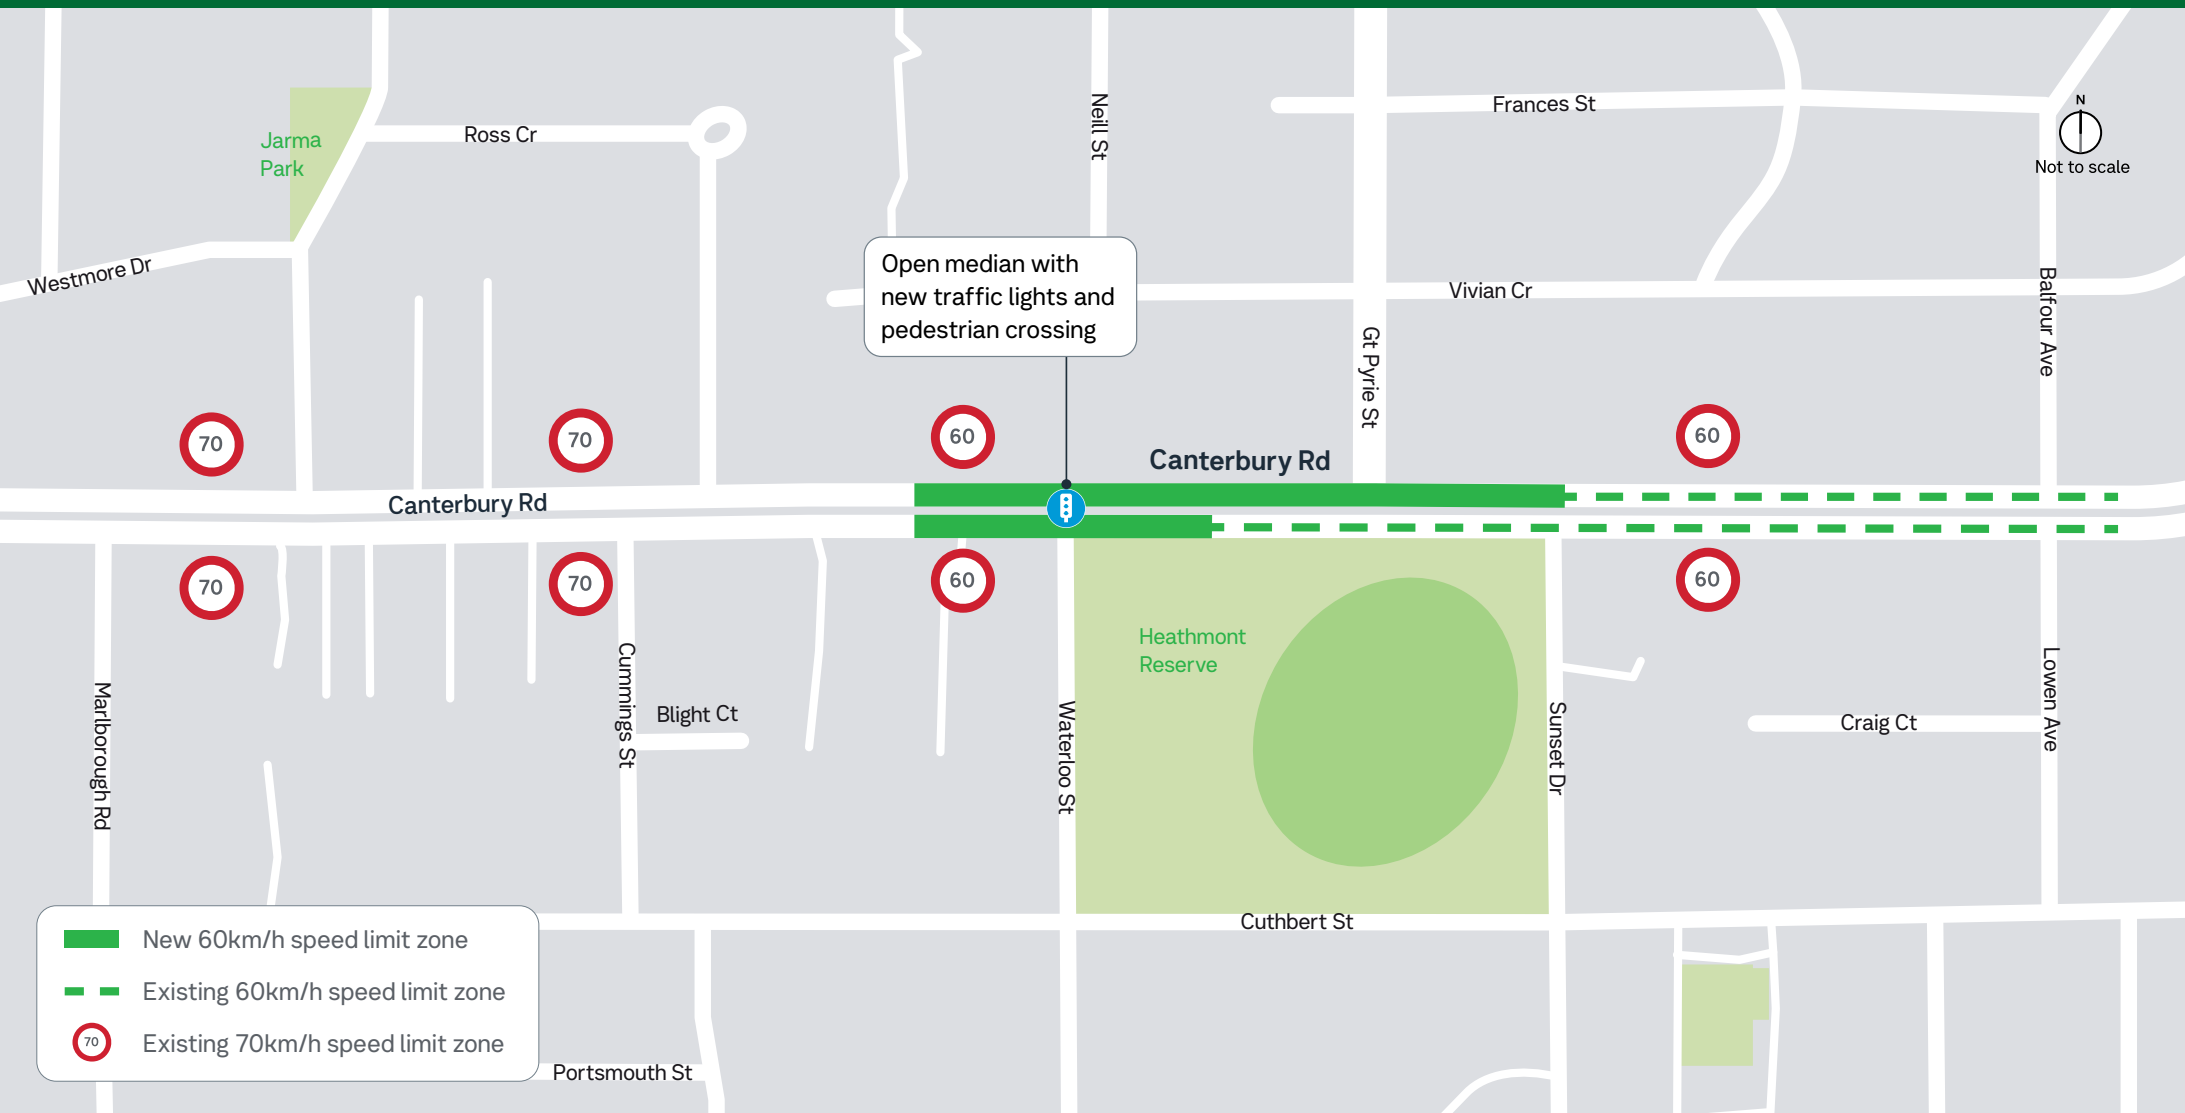 Jarma
Park
Ross Cr
Neill St
Frances St
N
Not to scale
Westmore Dr
Open median with
new traffic lights and
pedestrian crossing
Vivian Cr
Gt Pyrie St
Balfour Ave
70
70
60
60
Canterbury Rd
Canterbury Rd
70
70
60
60
Heathmont
Reserve
Marlborough Rd
Cummings St
Blight Ct
Waterloo St
Sunset Dr
Craig Ct
Lowen Ave
Cuthbert St
New 60km/h speed limit zone
Existing 60km/h speed limit zone
70
Existing 70km/h speed limit zone
Portsmouth St